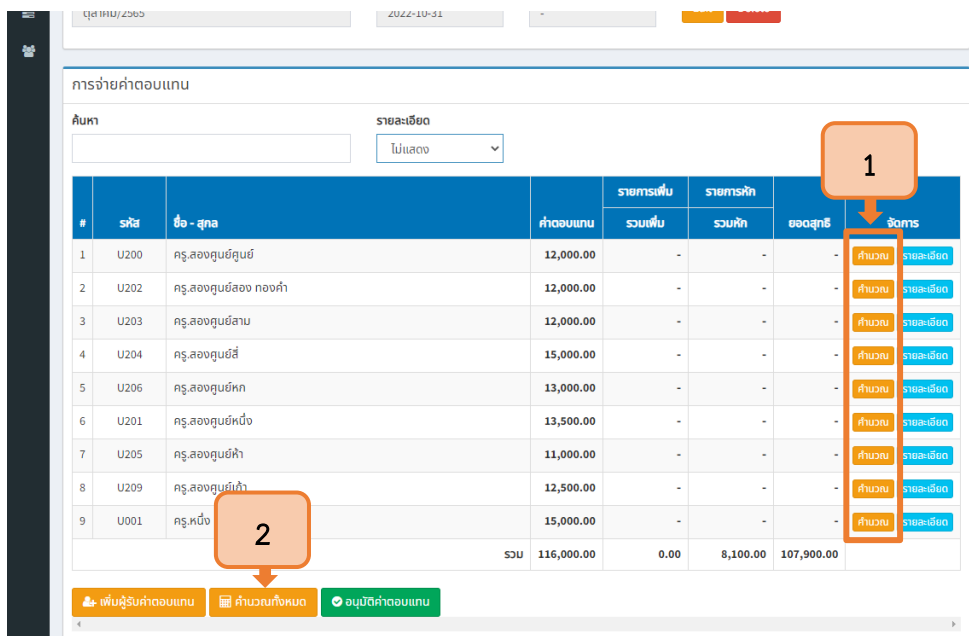 ตุลาคม/2565 2022-10-31 -
การจ่ายค่าตอบแทน
ค้นหา รายละเอียด
ไม่แสดง
1
รายการเพิ่ม รายการหัก
# รหัส ชื่อ - สุกล ค่าตอบแทน รวมเพิ่ม รวมหัก ยอดสุทธิ จัดการ
1 U200 ครู.สองศูนย์ศูนย์ 12,000.00 - - - คำนวณ รายละเอียด
2 U202 ครู.สองศูนย์สอง ทองคำ 12,000.00 - - - คำนวณ รายละเอียด
3 U203 ครู.สองศูนย์สาม 12,000.00 - - - คำนวณ รายละเอียด
4 U204 ครู.สองศูนย์สี่ 15,000.00 - - - คำนวณ รายละเอียด
5 U206 ครู.สองศูนย์หก 13,000.00 - - - คำนวณ รายละเอียด
6 U201 ครู.สองศูนย์หนึ่ง 13,500.00 - - - คำนวณ รายละเอียด
7 U205 ครู.สองศูนย์ห้า 11,000.00 - - - คำนวณ รายละเอียด
8 U209 ครู.สองศูนย์เก้า 12,500.00 - - - คำนวณ รายละเอียด
9 U001 ครู.หนึ่ง 15,000.00 - - - คำนวณ รายละเอียด
2
รวม 116,000.00 0.00 8,100.00 107,900.00
เพิ่มผู้รับค่าตอบแทน คำนวณทั้งหมด อนุมัติค่าตอบแทน